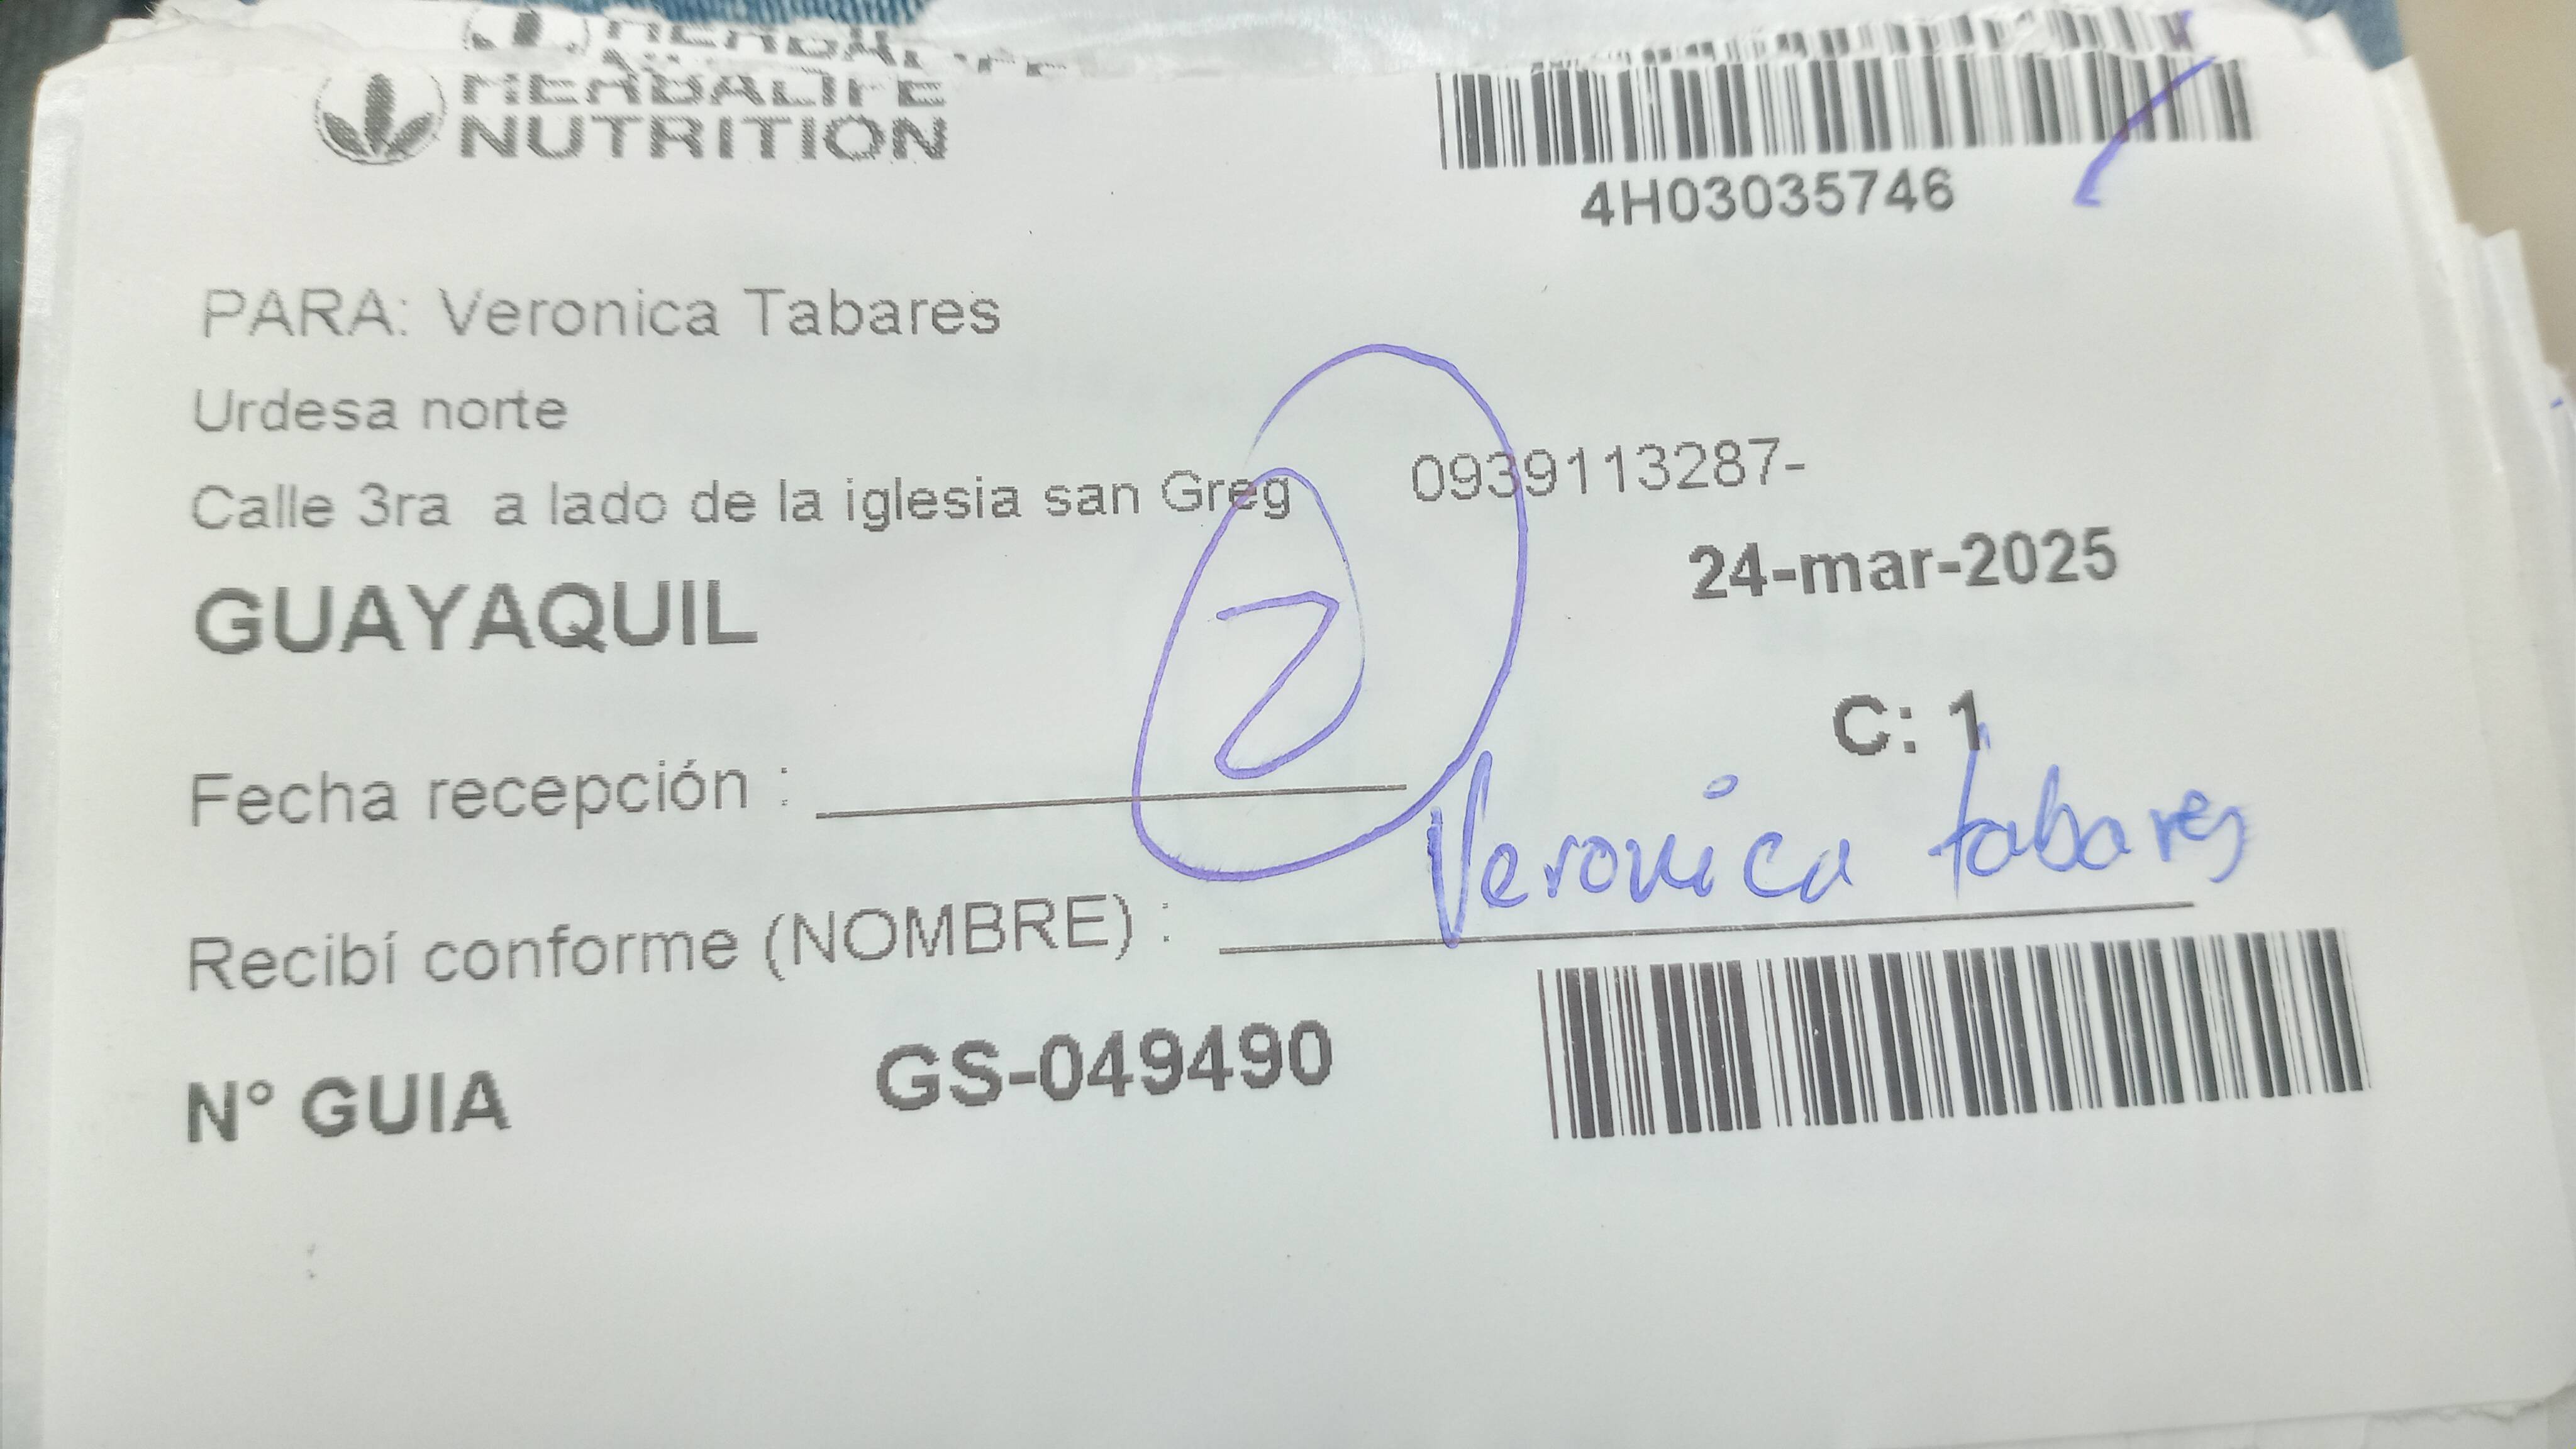 HERBALIFE
NUTRITION
4H03035746
PARA: Veronica Tabares
Urdesa norte
Calle 3ra a lado de la iglesia san Greg 0939113287-
GUAYAQUIL 24-mar-2025
2
C: 1
Fecha recepción :
Recibí conforme (NOMBRE) : Veronica tabares
N° GUIA GS-049490